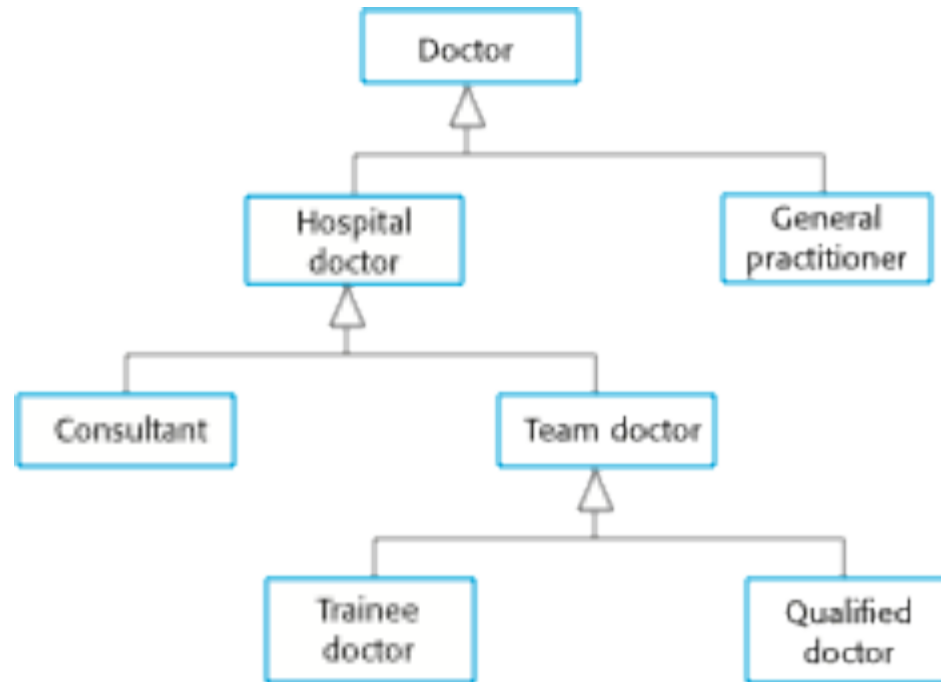 Doctor
Hospital
doctor
General
practitioner
Consultant
Team doctor
Trainee
doctor
Qualified
doctor